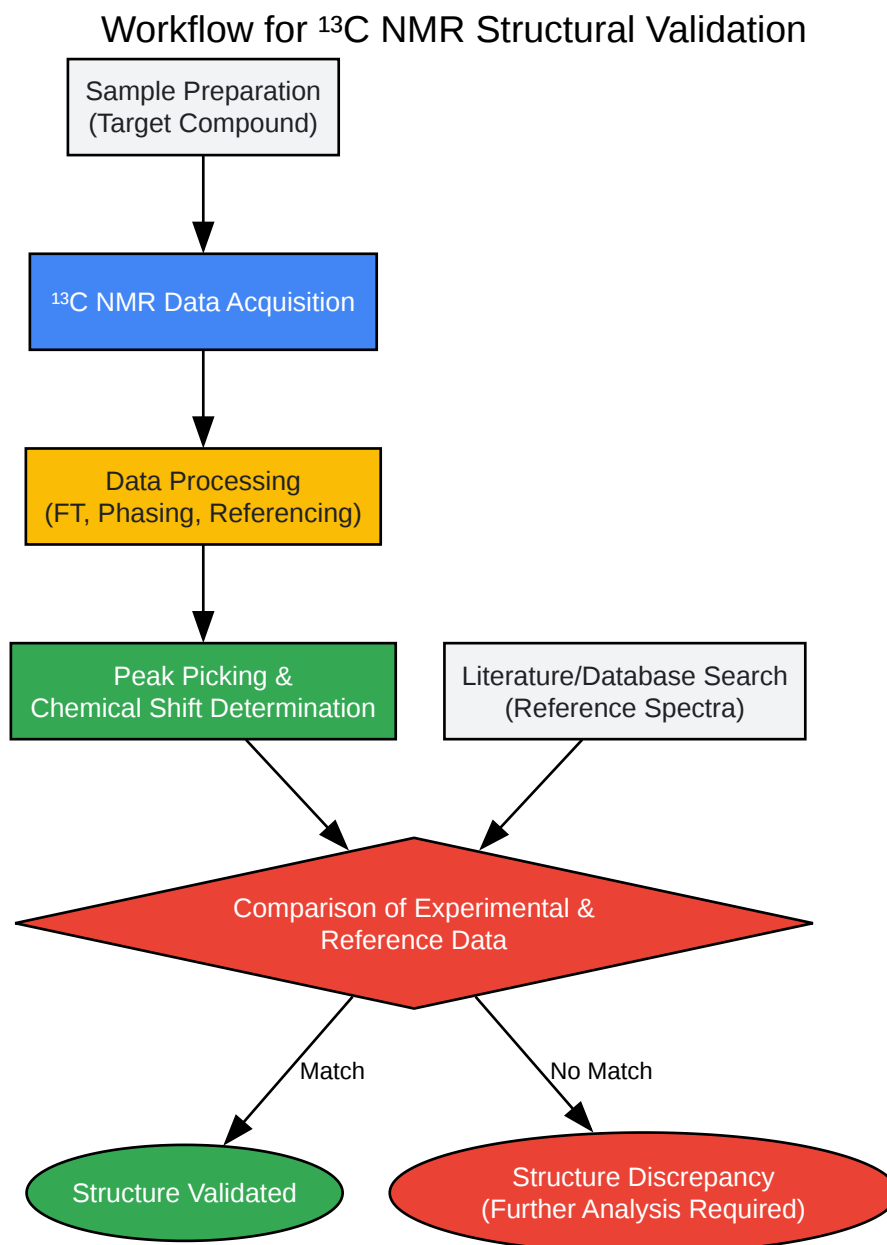 Workflow for ¹³C NMR Structural Validation
Sample Preparation
(Target Compound)
¹³C NMR Data Acquisition
Data Processing
(FT, Phasing, Referencing)
Peak Picking &
Chemical Shift Determination
Literature/Database Search
(Reference Spectra)
Comparison of Experimental &
Reference Data
Match
No Match
Structure Validated
Structure Discrepancy
(Further Analysis Required)